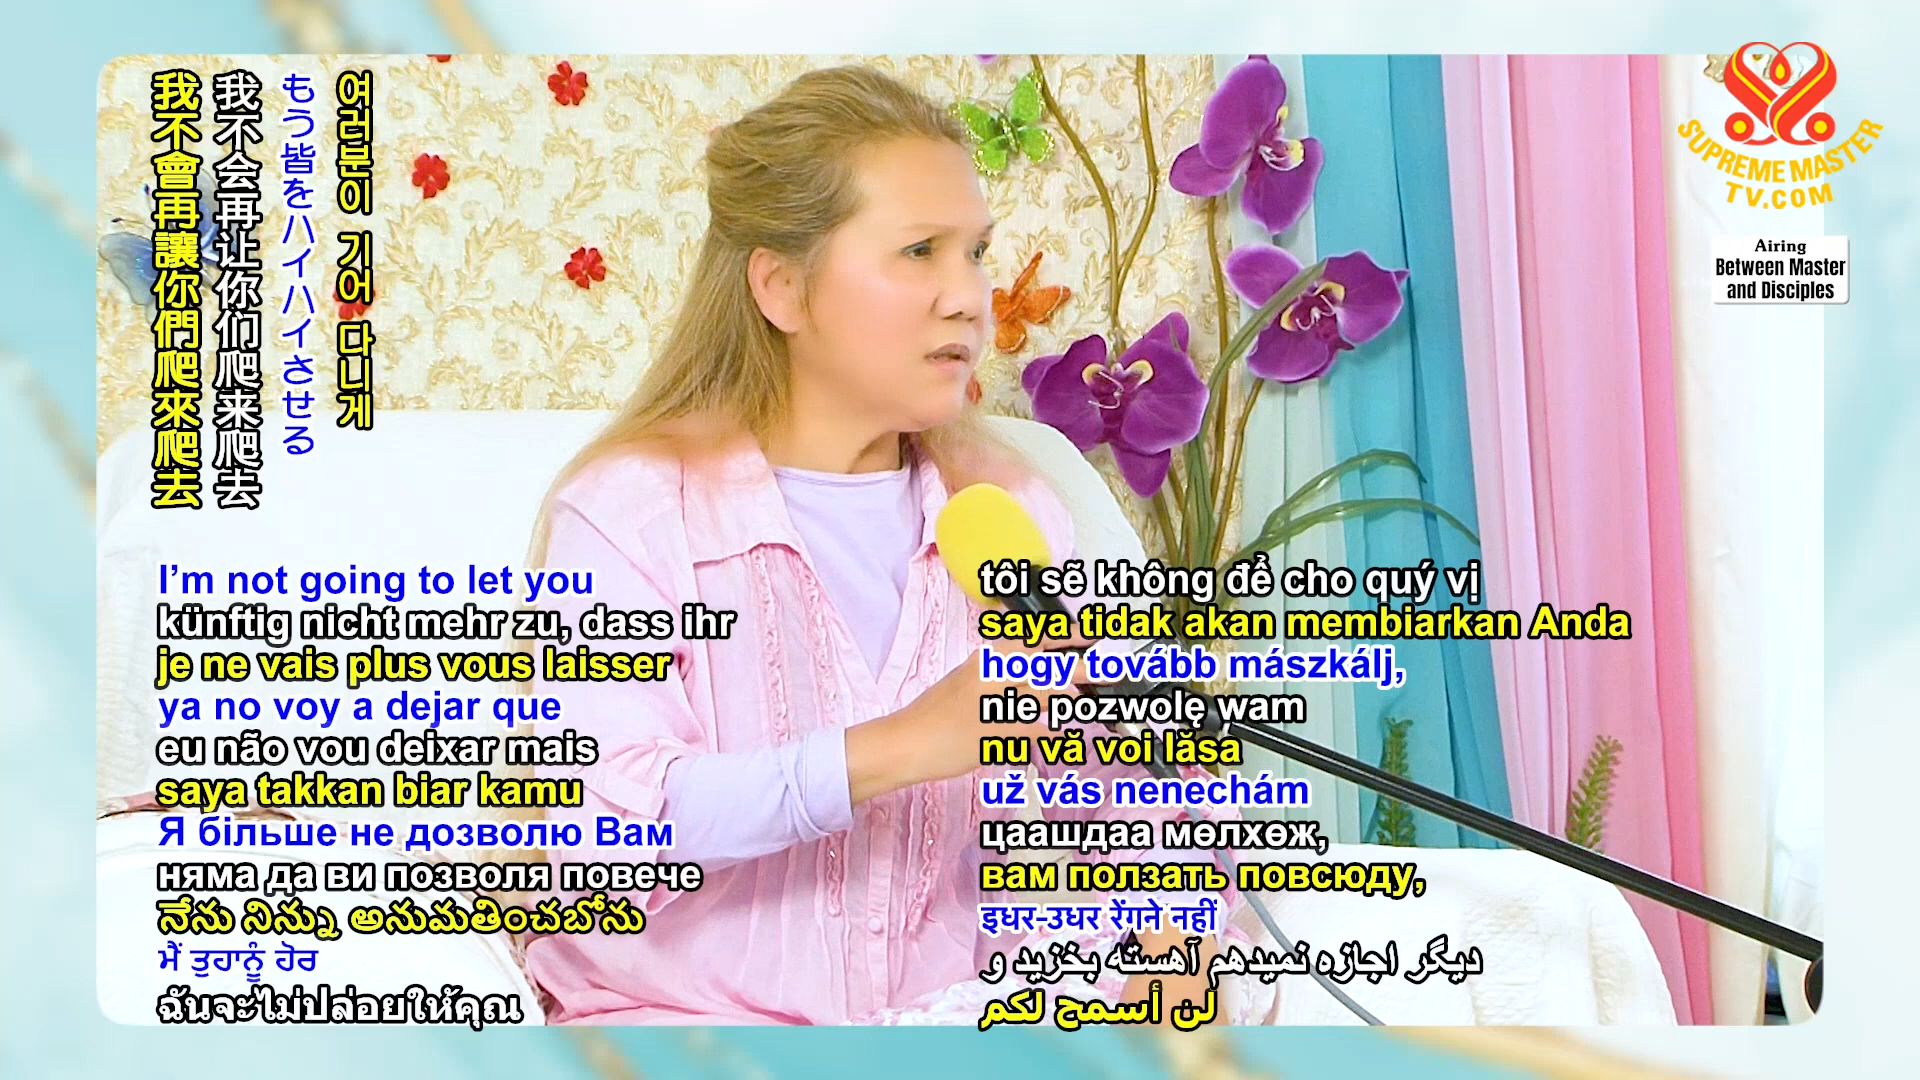 我不會再讓你們爬來爬去
我不会再让你们爬来爬去
もう皆をハイハイさせる
여러분이 기어 다니게
SUPREME MASTER
TV.COM
Airing
Between Master
and Disciples
I'm not going to let you
künftig nicht mehr zu, dass ihr
je ne vais plus vous laisser
ya no voy a dejar que
eu não vou deixar mais
saya takkan biar kamu
Я більше не дозволю Вам
няма да ви позволя повече
నేను నిన్ను అనుమతించబోను
ਮੈਂ ਤੁਹਾਨੂੰ ਹੋਰ
ฉันจะไม่ปล่อยให้คุณ
tôi sẽ không để cho quý vị
saya tidak akan membiarkan Anda
hogy tovább mászkálj,
nie pozwolę wam
nu vă voi lăsa
už vás nenechám
цаашдаа мөлхөж,
вам ползать повсюду,
इधर-उधर रेंगने नहीं
دیگر اجازه نمیدهم آهسته بخزید و
لن أسمح لكم